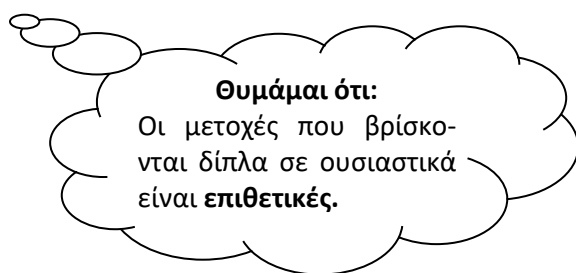 Θυμάμαι ότι:
Οι μετοχές που βρίσκο-
νται δίπλα σε ουσιαστικά
είναι επιθετικές.